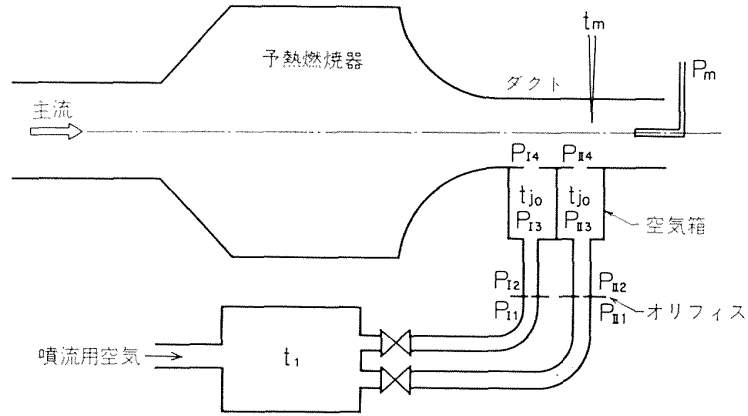 tm
予熱燃焼器
ダクト
Pm
主流
PI4 PII4
tjo tjo
PI3 PII3
空気箱
PI2 PII2
PI1 PII1
オリフィス
噴流用空気
t1